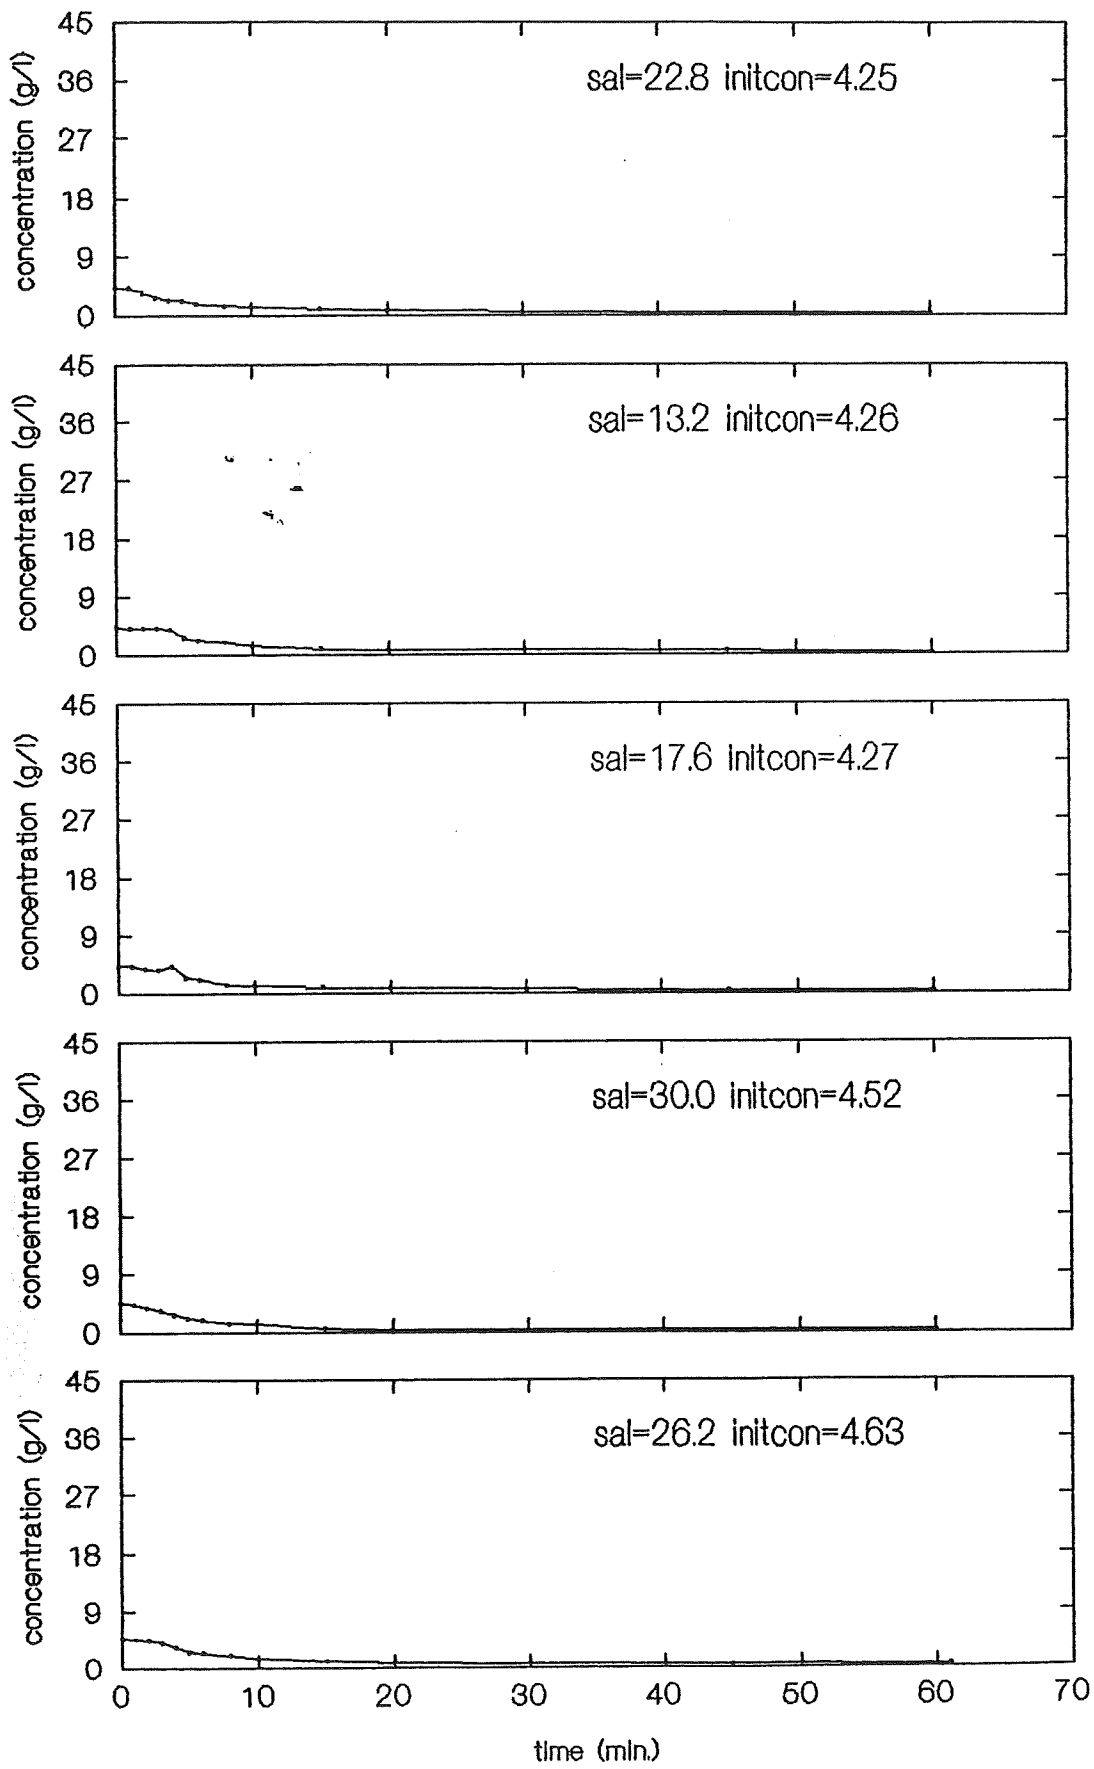 45
36
27
18
9
0
concentration (g/l)
sal=22.8 initcon=4.25
45
36
27
18
9
0
concentration (g/l)
sal=13.2 initcon=4.26
45
36
27
18
9
0
concentration (g/l)
sal=17.6 initcon=4.27
45
36
27
18
9
0
concentration (g/l)
sal=30.0 initcon=4.52
45
36
27
18
9
0
concentration (g/l)
sal=26.2 initcon=4.63
0 10 20 30 40 50 60 70
time (min.)